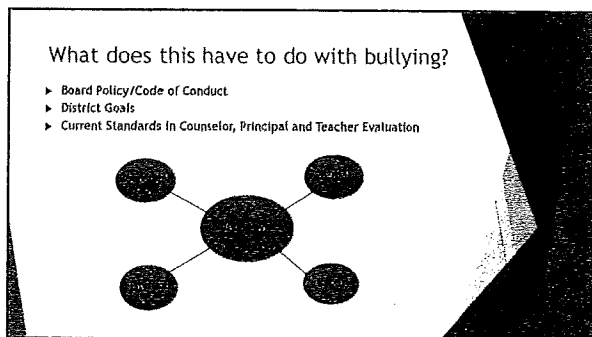 What does this have to do with bullying?
Board Policy/Code of Conduct
District Goals
Current Standards in Counselor, Principal and Teacher Evaluation